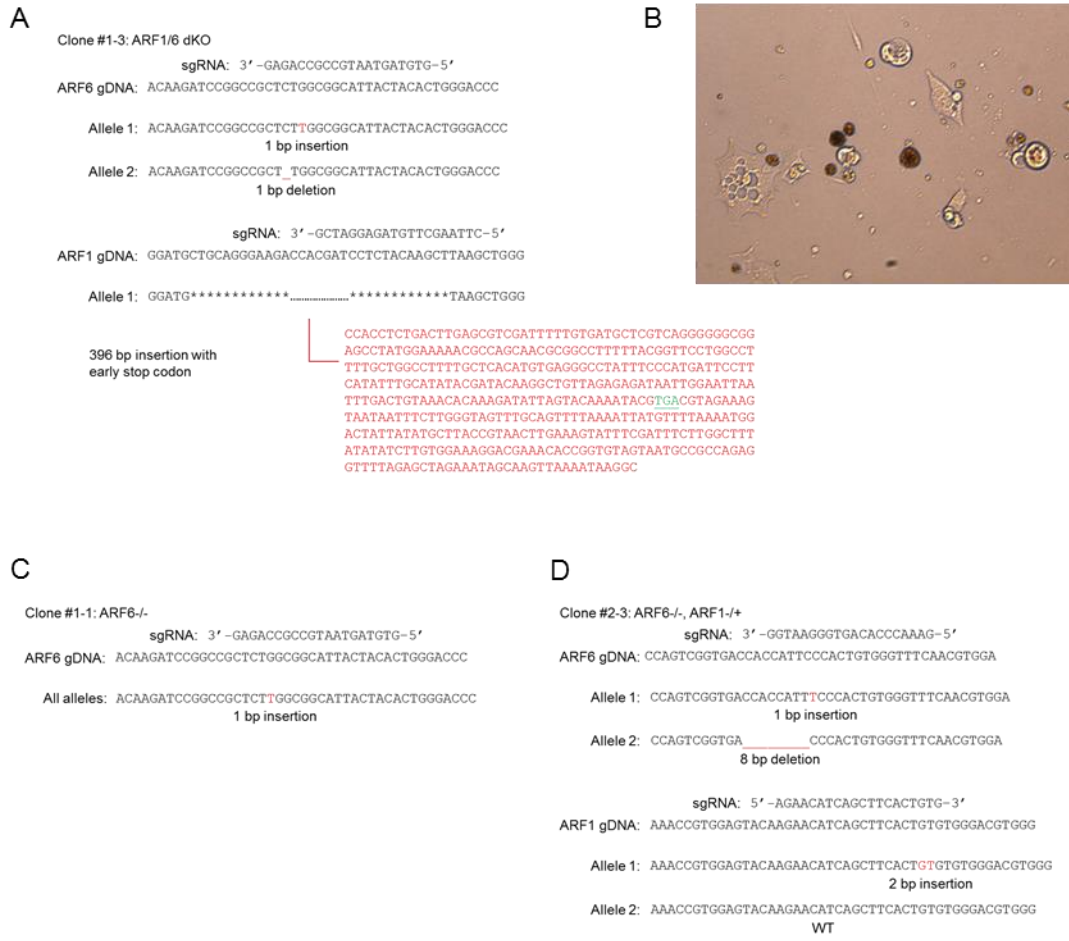 A
Clone #1-3: ARF1/6 dKO
sgRNA: 3′-GAGACCGCCGTAATGATGTG-5′
ARF6 gDNA: ACAAGATCCGGCCGCTCTGGCGGCATTACTACACTGGGACCC
Allele 1: ACAAGATCCGGCCGCTCTTGGCGGCATTACTACACTGGGACCC
1 bp insertion
Allele 2: ACAAGATCCGGCCGCT_TGGCGGCATTACTACACTGGGACCC
1 bp deletion
sgRNA: 3′-GCTAGGAGATGTTCGAATTC-5′
ARF1 gDNA: GGATGCTGCAGGGAAGACCACGATCCTCTACAAGCTTAAGCTGGG
Allele 1: GGATG************......................************TAAGCTGGG
396 bp insertion with
early stop codon
CCACCTCTGACTTGAGCGTCGATTTTTGTGATGCTCGTCAGGGGGGCGG
AGCCTATGGAAAAACGCCAGCAACGCGGCCTTTTTACGGTTCCTGGCCT
TTTGCTGGCCTTTTGCTCACATGTGAGGGCCTATTTCCCATGATTCCTT
CATATTTGCATATACGATACAAGGCTGTTAGAGAGATAATTGGAATTAA
TTTGACTGTAAACACAAAGATATTAGTACAAAATACGTGACGTAGAAAG
TAATAATTTCTTGGGTAGTTTGCAGTTTTAAAATTATGTTTTAAAATGG
ACTATTATATGCTTACCGTAACTTGAAAGTATTTCGATTTCTTGGCTTT
ATATATCTTGTGGAAAGGACGAAACACCGGTGTAGTAATGCCGCCAGAG
GTTTTAGAGCTAGAAATAGCAAGTTAAAATAAGGC
B
C
Clone #1-1: ARF6-/-
sgRNA: 3′-GAGACCGCCGTAATGATGTG-5′
ARF6 gDNA: ACAAGATCCGGCCGCTCTGGCGGCATTACTACACTGGGACCC
All alleles: ACAAGATCCGGCCGCTCTTGGCGGCATTACTACACTGGGACCC
1 bp insertion
D
Clone #2-3: ARF6-/-, ARF1-/+
sgRNA: 3′-GGTAAGGGTGACACCCAAAG-5′
ARF6 gDNA: CCAGTCGGTGACCACCATTCCCACTGTGGGTTTCAACGTGGA
Allele 1: CCAGTCGGTGACCACCATTTCCCACTGTGGGTTTCAACGTGGA
1 bp insertion
Allele 2: CCAGTCGGTGA________CCCACTGTGGGTTTCAACGTGGA
8 bp deletion
sgRNA: 5′-AGAACATCAGCTTCACTGTG-3′
ARF1 gDNA: AAACCGTGGAGTACAAGAACATCAGCTTCACTGTGTGGGACGTGGG
Allele 1: AAACCGTGGAGTACAAGAACATCAGCTTCACTGTGTGTGGGACGTGGG
2 bp insertion
Allele 2: AAACCGTGGAGTACAAGAACATCAGCTTCACTGTGTGGGACGTGGG
WT